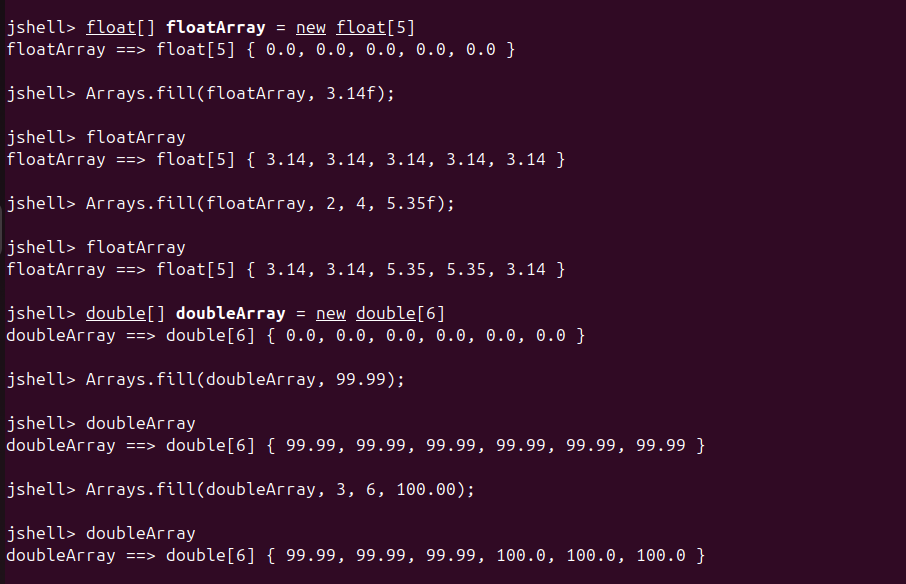 jshell> float[] floatArray = new float[5]
floatArray ==> float[5] { 0.0, 0.0, 0.0, 0.0, 0.0 }
jshell> Arrays.fill(floatArray, 3.14f);
jshell> floatArray
floatArray ==> float[5] { 3.14, 3.14, 3.14, 3.14, 3.14 }
jshell> Arrays.fill(floatArray, 2, 4, 5.35f);
jshell> floatArray
floatArray ==> float[5] { 3.14, 3.14, 5.35, 5.35, 3.14 }
jshell> double[] doubleArray = new double[6]
doubleArray ==> double[6] { 0.0, 0.0, 0.0, 0.0, 0.0, 0.0 }
jshell> Arrays.fill(doubleArray, 99.99);
jshell> doubleArray
doubleArray ==> double[6] { 99.99, 99.99, 99.99, 99.99, 99.99, 99.99 }
jshell> Arrays.fill(doubleArray, 3, 6, 100.00);
jshell> doubleArray
doubleArray ==> double[6] { 99.99, 99.99, 99.99, 100.0, 100.0, 100.0 }